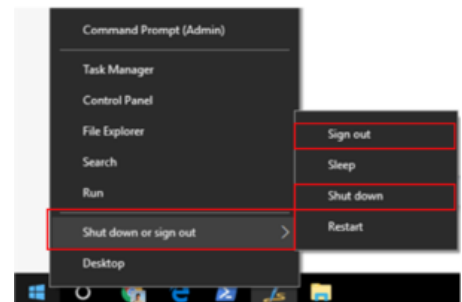 Command Prompt (Admin)
Task Manager
Control Panel
File Explorer
Search
Run
Shut down or sign out
Desktop
Sign out
Sleep
Shut down
Restart